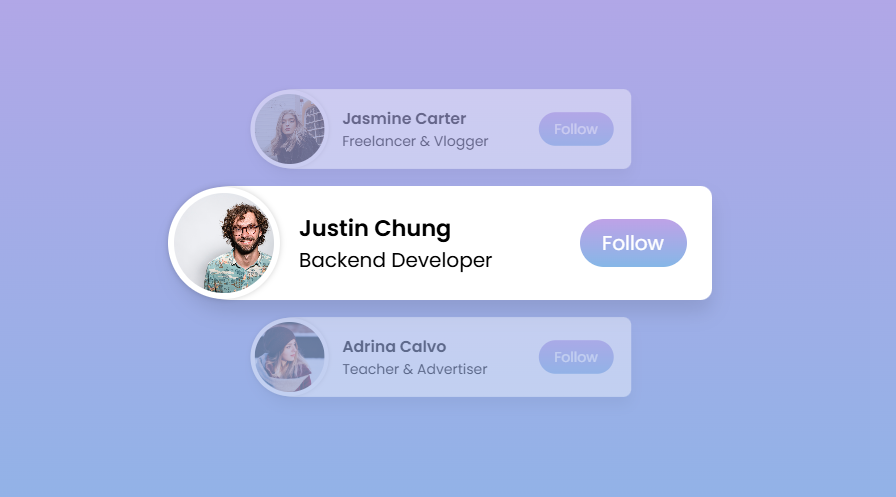 Jasmine Carter
Freelancer & Vlogger
Follow
Justin Chung
Backend Developer
Follow
Adrina Calvo
Teacher & Advertiser
Follow